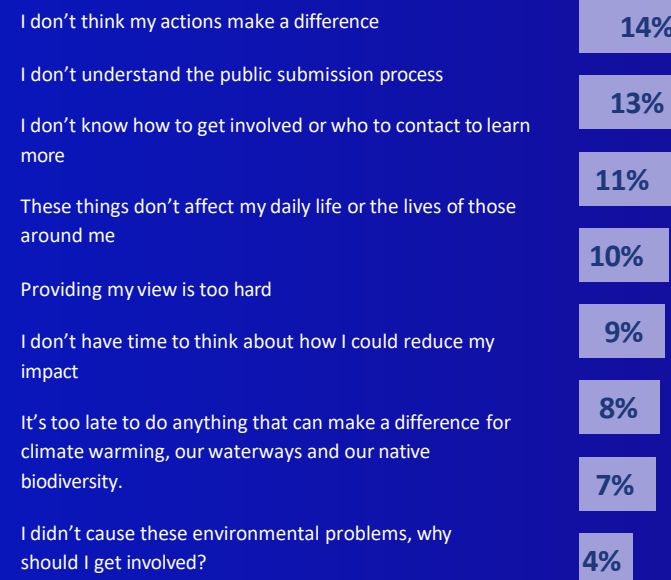 I don't think my actions make a difference
14%
I don't understand the public submission process
13%
I don't know how to get involved or who to contact to learn
more
11%
These things don't affect my daily life or the lives of those
around me
10%
Providing my view is too hard
9%
I don't have time to think about how I could reduce my
impact
8%
It's too late to do anything that can make a difference for
climate warming, our waterways and our native
biodiversity.
7%
I didn't cause these environmental problems, why
should I get involved?
4%